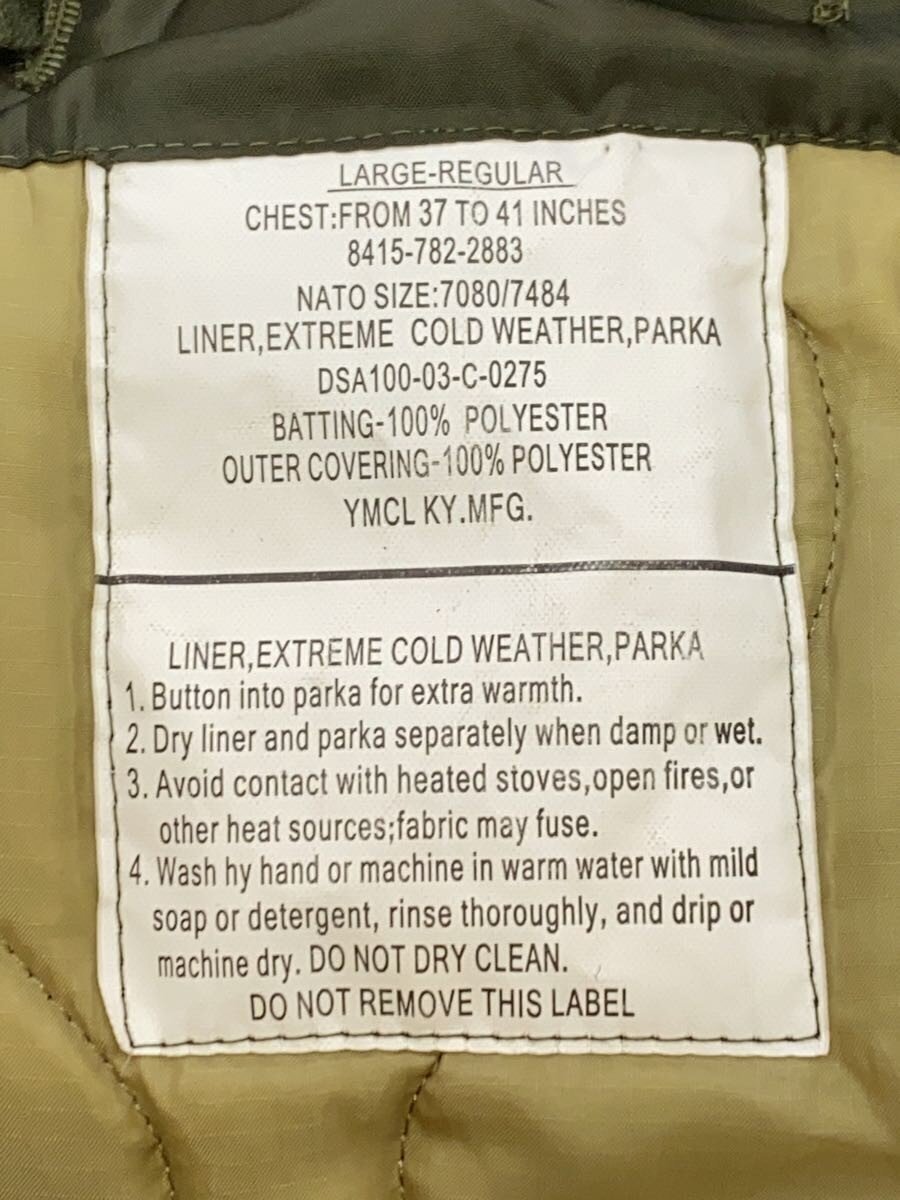 LARGE-REGULAR
CHEST:FROM 37 TO 41 INCHES
8415-782-2883
NATO SIZE:7080/7484
LINER,EXTREME COLD WEATHER,PARKA
DSA100-03-C-0275
BATTING-100% POLYESTER
OUTER COVERING-100% POLYESTER
YMCL KY.MFG.
LINER,EXTREME COLD WEATHER,PARKA
1. Button into parka for extra warmth.
2. Dry liner and parka separately when damp or wet.
3. Avoid contact with heated stoves,open fires,or
other heat sources;fabric may fuse.
4. Wash hy hand or machine in warm water with mild
soap or detergent, rinse thoroughly, and drip or
machine dry. DO NOT DRY CLEAN.
DO NOT REMOVE THIS LABEL